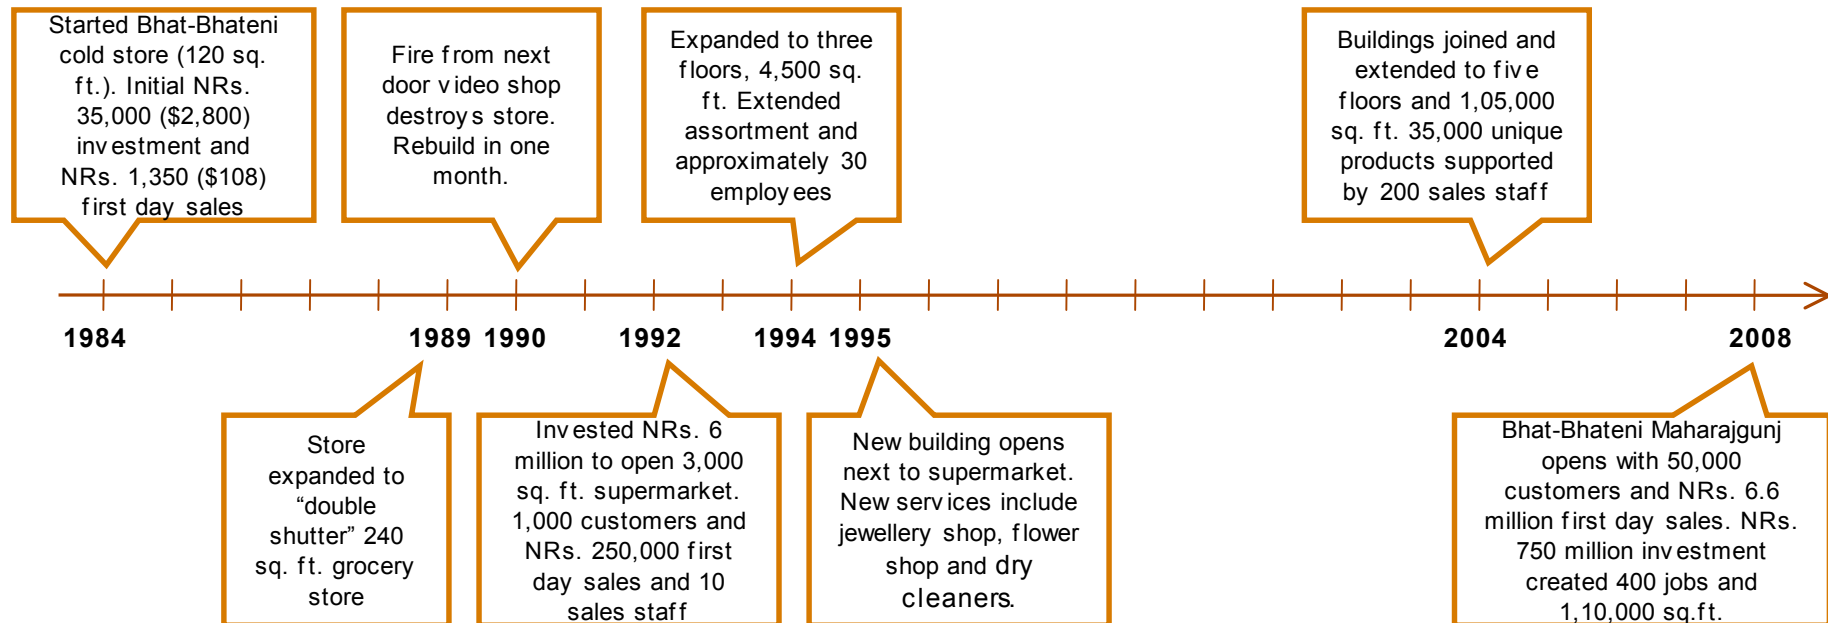 Started Bhat-Bhateni
cold store (120 sq.
ft.). Initial NRs.
35,000 ($2,800)
investment and
NRs. 1,350 ($108)
first day sales
Fire from next
door video shop
destroys store.
Rebuild in one
month.
Expanded to three
floors, 4,500 sq.
ft. Extended
assortment and
approximately 30
employees
Buildings joined and
extended to five
floors and 1,05,000
sq. ft. 35,000 unique
products supported
by 200 sales staff
1984 1989 1990 1992 1994 1995 2004 2008
Store
expanded to
“double
shutter” 240
sq. ft. grocery
store
Invested NRs. 6
million to open 3,000
sq. ft. supermarket.
1,000 customers and
NRs. 250,000 first
day sales and 10
sales staff
New building opens
next to supermarket.
New services include
jewellery shop, flower
shop and dry
cleaners.
Bhat-Bhateni Maharajgunj
opens with 50,000
customers and NRs. 6.6
million first day sales. NRs.
750 million investment
created 400 jobs and
1,10,000 sq.ft.